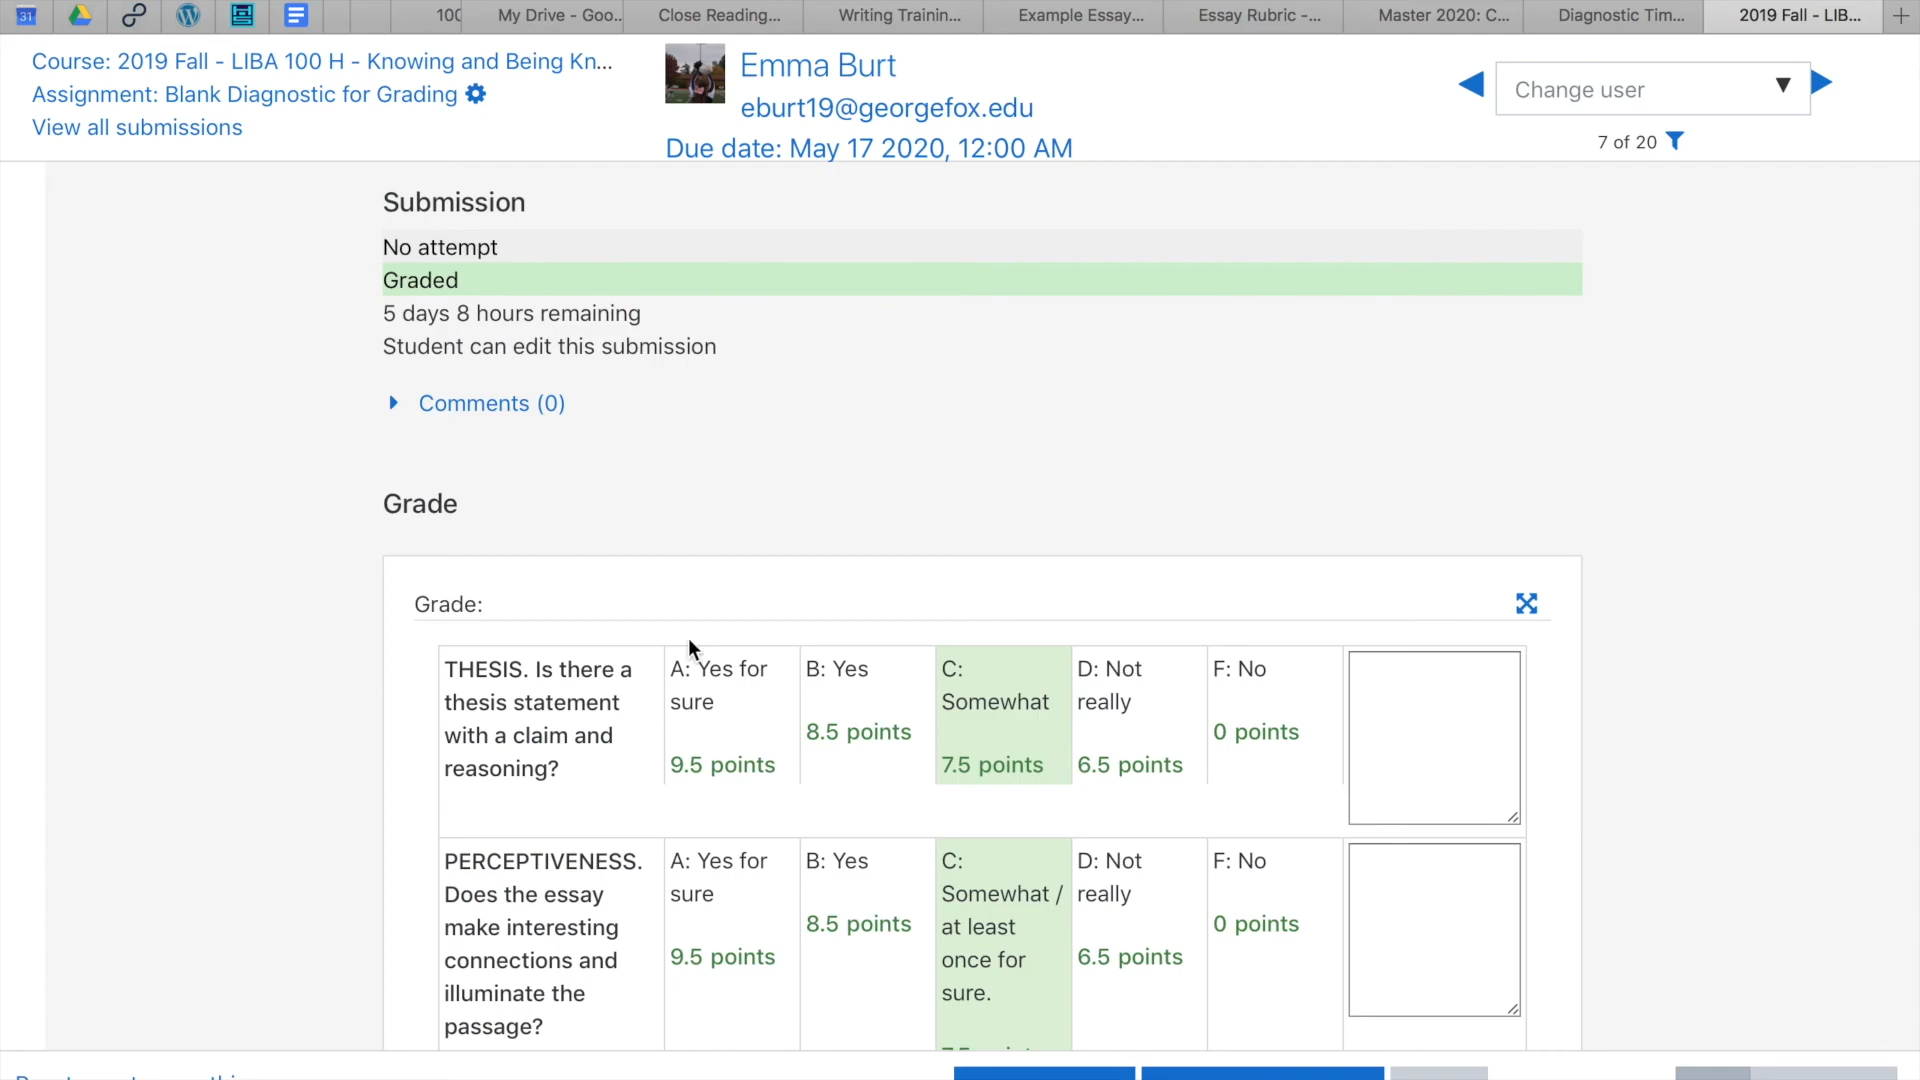 31
100
My Drive - Goo...
Close Reading...
Writing Trainin...
Example Essay...
Essay Rubric -...
Master 2020: C...
Diagnostic Tim...
2019 Fall - LIB...
Course: 2019 Fall - LIBA 100 H - Knowing and Being Kn...
Assignment: Blank Diagnostic for Grading
View all submissions
Emma Burt
eburt19@georgefox.edu
Due date: May 17 2020, 12:00 AM
Change user
7 of 20
Submission
No attempt
Graded
5 days 8 hours remaining
Student can edit this submission
Comments (0)
Grade
Grade:
THESIS. Is there a
thesis statement
with a claim and
reasoning?
A: Yes for
sure
9.5 points
B: Yes
8.5 points
C:
Somewhat
7.5 points
D: Not
really
6.5 points
F: No
0 points
PERCEPTIVENESS.
Does the essay
make interesting
connections and
illuminate the
passage?
A: Yes for
sure
9.5 points
B: Yes
8.5 points
C:
Somewhat /
at least
once for
sure.
D: Not
really
6.5 points
F: No
0 points